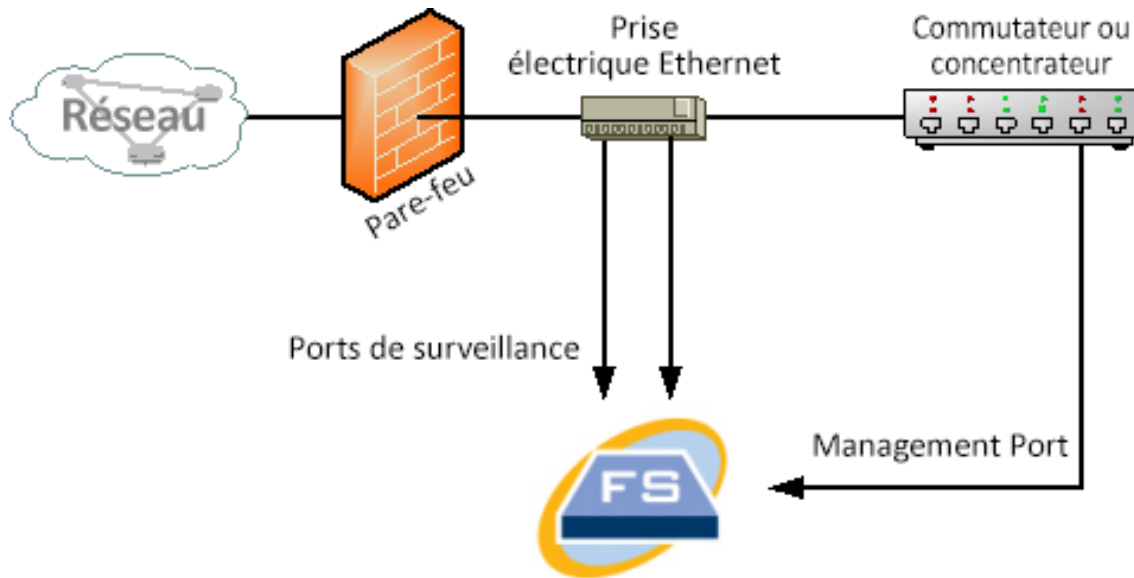 Prise
électrique Ethernet
Commutateur ou
concentrateur
Réseau
Pare-feu
Ports de surveillance
Management Port
FS